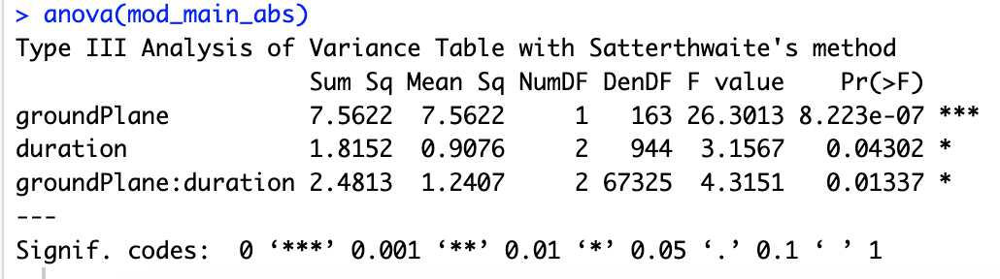 > anova(mod_main_abs)
Type III Analysis of Variance Table with Satterthwaite's method
                    Sum Sq Mean Sq NumDF DenDF F value    Pr(>F)
groundPlane         7.5622  7.5622     1   163 26.3013 8.223e-07 ***
duration            1.8152  0.9076     2   944  3.1567   0.04302 *
groundPlane:duration 2.4813  1.2407     2 67325  4.3151   0.01337 *
---
Signif. codes:  0 ‘***’ 0.001 ‘**’ 0.01 ‘*’ 0.05 ‘.’ 0.1 ‘ ’ 1